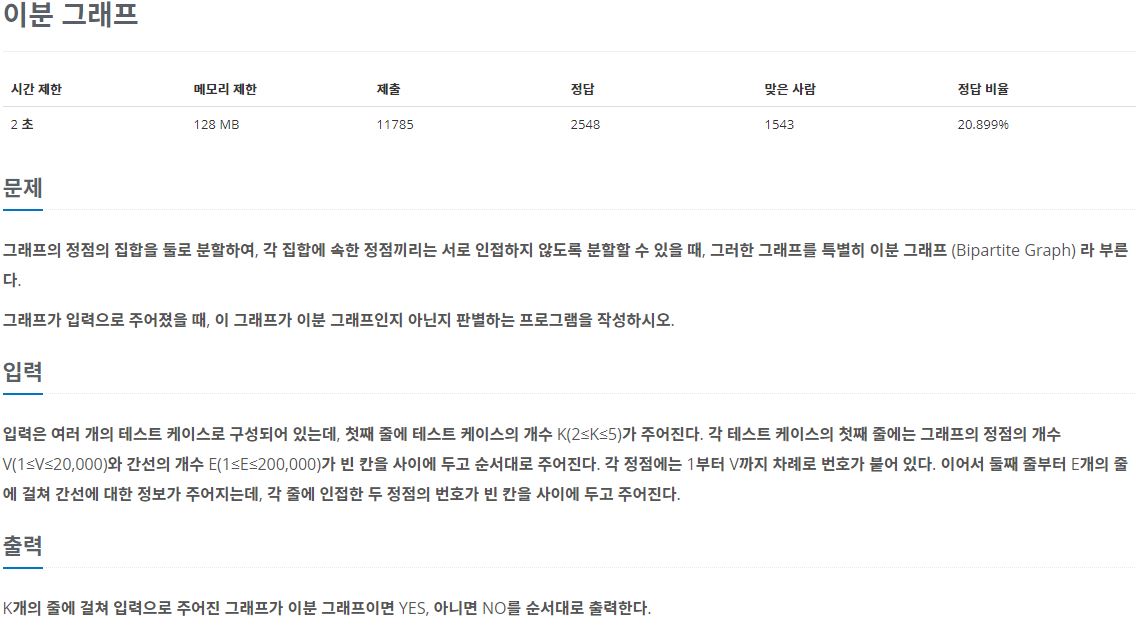 이분 그래프
시간 제한 메모리 제한 제출 정답 맞은 사람 정답 비율
2 초 128 MB 11785 2548 1543 20.899%
문제
그래프의 정점의 집합을 둘로 분할하여, 각 집합에 속한 정점끼리는 서로 인접하지 않도록 분할할 수 있을 때, 그러한 그래프를 특별히 이분 그래프 (Bipartite Graph) 라 부른
다.
그래프가 입력으로 주어졌을 때, 이 그래프가 이분 그래프인지 아닌지 판별하는 프로그램을 작성하시오.
입력
입력은 여러 개의 테스트 케이스로 구성되어 있는데, 첫째 줄에 테스트 케이스의 개수 K(2≤K≤5)가 주어진다. 각 테스트 케이스의 첫째 줄에는 그래프의 정점의 개수
V(1≤V≤20,000)와 간선의 개수 E(1≤E≤200,000)가 빈 칸을 사이에 두고 순서대로 주어진다. 각 정점에는 1부터 V까지 차례로 번호가 붙어 있다. 이어서 둘째 줄부터 E개의 줄
에 걸쳐 간선에 대한 정보가 주어지는데, 각 줄에 인접한 두 정점의 번호가 빈 칸을 사이에 두고 주어진다.
출력
K개의 줄에 걸쳐 입력으로 주어진 그래프가 이분 그래프이면 YES, 아니면 NO를 순서대로 출력한다.